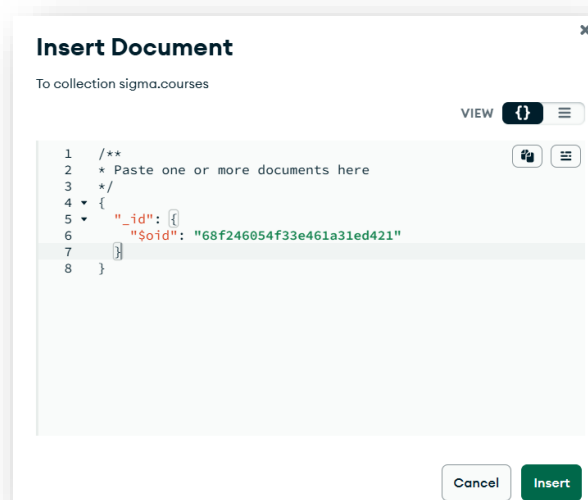 Insert Document
To collection sigma.courses
VIEW {}
1 /**
2 * Paste one or more documents here
3 */
4 {
5 "_id": {
6 "$oid": "68f246054f33e461a31ed421"
7 }
8 }
Cancel Insert